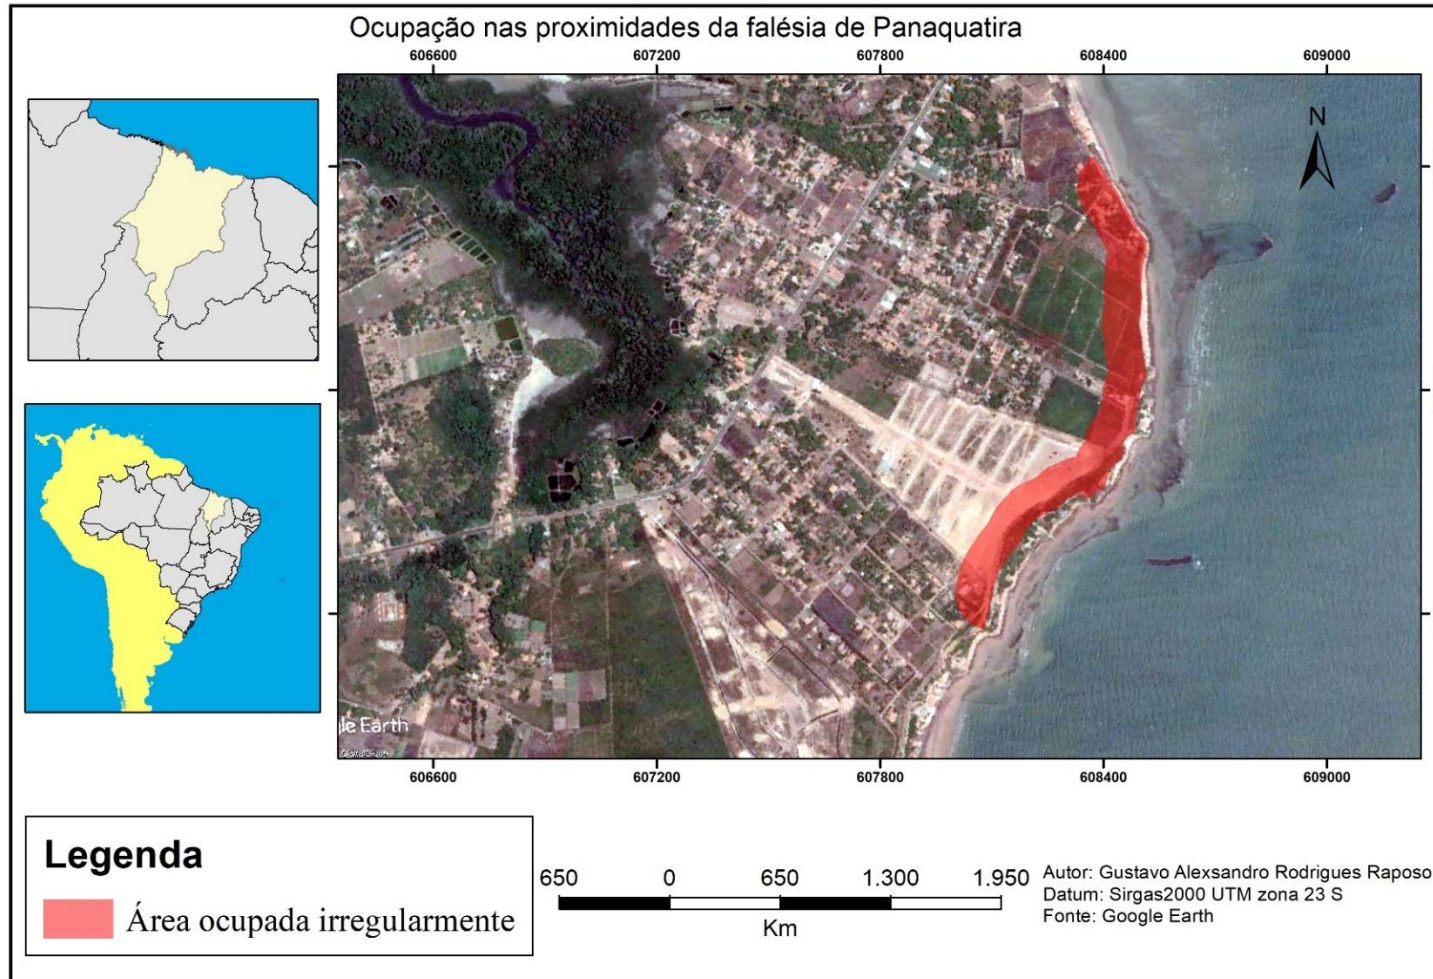 Ocupação nas proximidades da falésia de Panaquatira
606600 607200 607800 608400 609000
N
le Earth
606600 607200 607800 608400 609000
Legenda
Área ocupada irregularmente
650 0 650 1.300 1.950
Km
Autor: Gustavo Alexsandro Rodrigues Raposo
Datum: Sirgas2000 UTM zona 23 S
Fonte: Google Earth